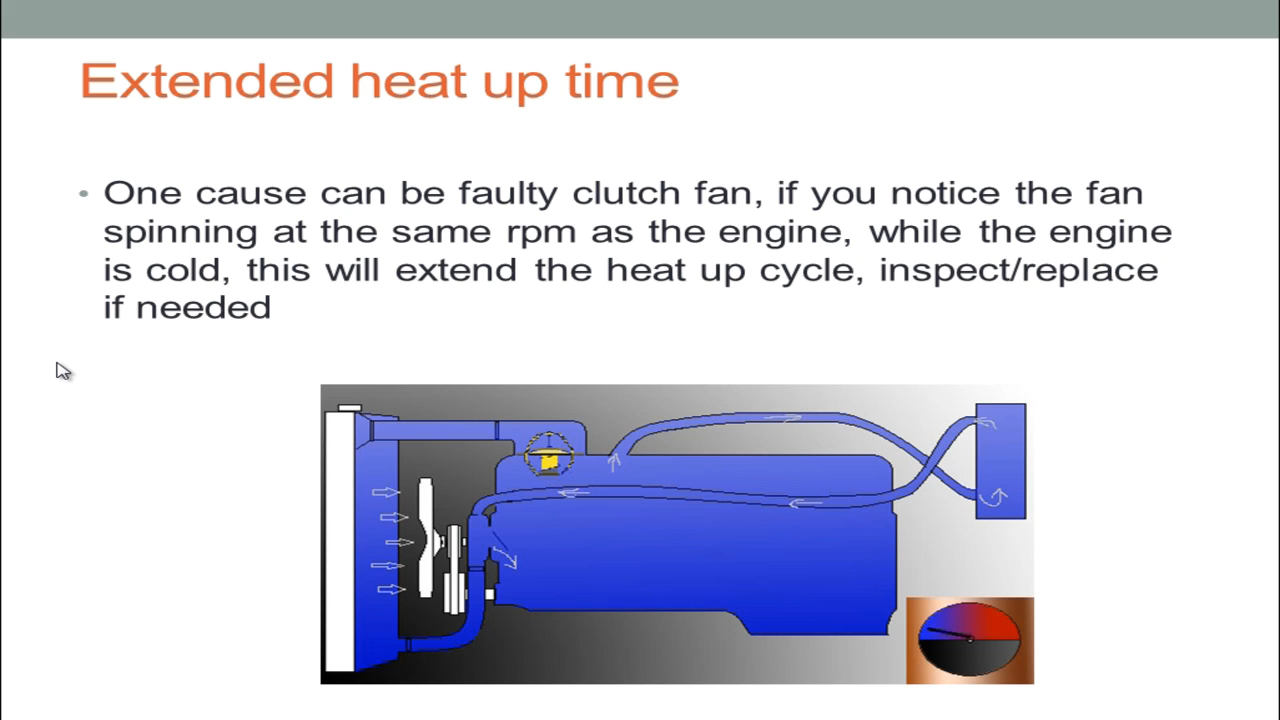 Extended heat up time
• One cause can be faulty clutch fan, if you notice the fan
spinning at the same rpm as the engine, while the engine
is cold, this will extend the heat up cycle, inspect/replace
if needed